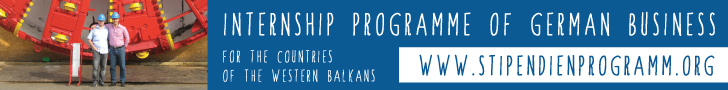 INTERNSHIP PROGRAMME OF GERMAN BUSINESS
FOR THE COUNTRIES
OF THE WESTERN BALKANS
WWW.STIPENDIENPROGRAMM.ORG